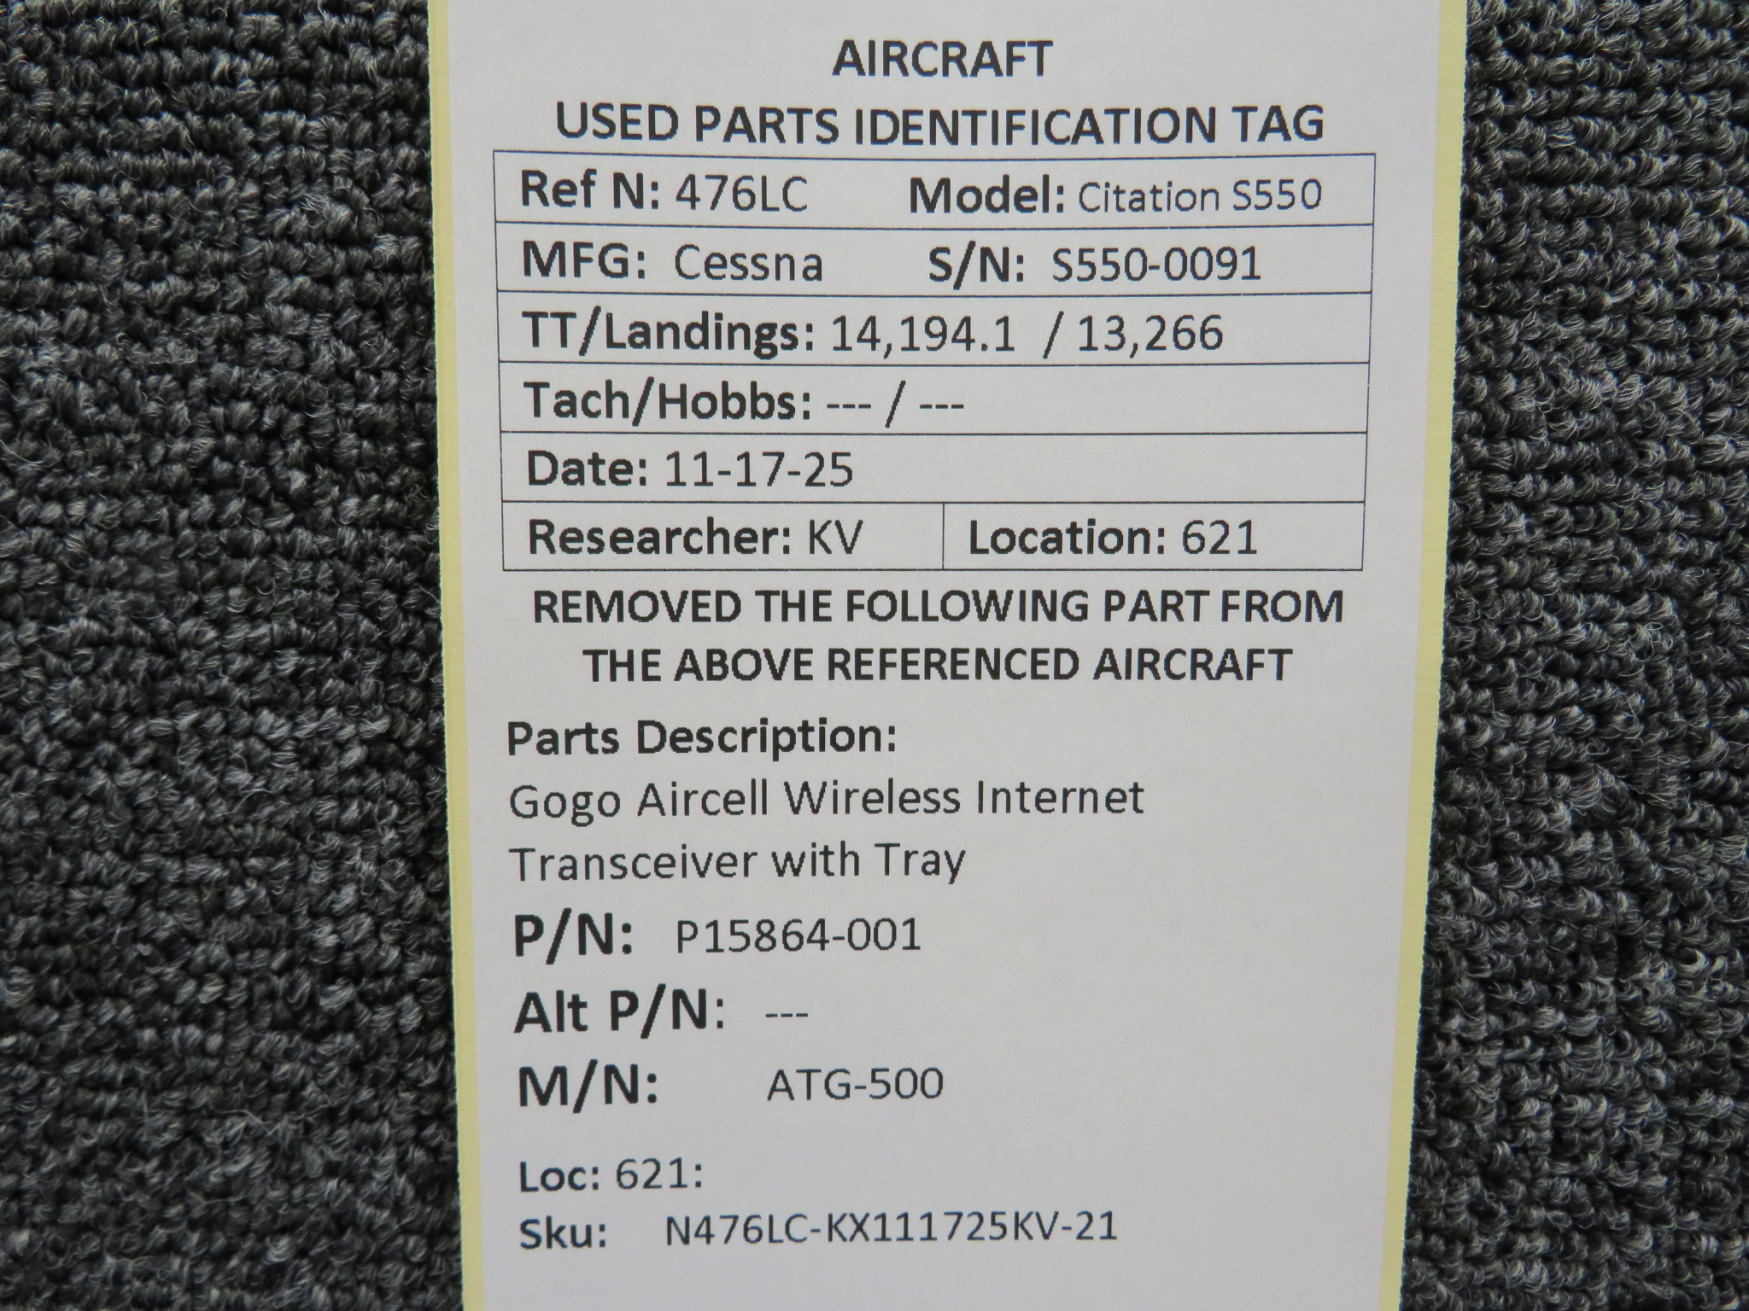 AIRCRAFT
USED PARTS IDENTIFICATION TAG
Ref N: 476LC Model: Citation S550
MFG: Cessna S/N: S550-0091
TT/Landings: 14,194.1 / 13,266
Tach/Hobbs: --- / ---
Date: 11-17-25
Researcher: KV Location: 621
REMOVED THE FOLLOWING PART FROM
THE ABOVE REFERENCED AIRCRAFT
Parts Description:
Gogo Aircell Wireless Internet
Transceiver with Tray
P/N: P15864-001
Alt P/N: ---
M/N: ATG-500
Loc: 621:
Sku: N476LC-KX111725KV-21